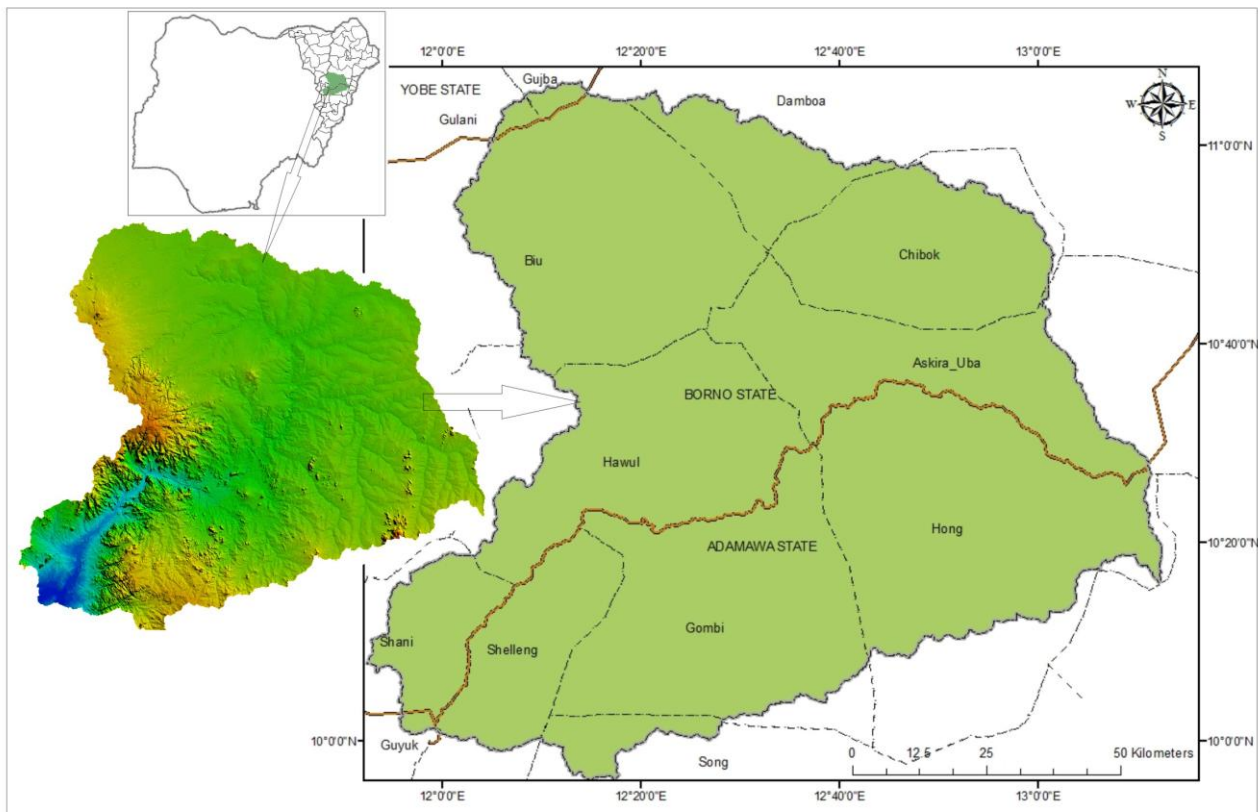 12°0'0"E
12°20'0"E
12°40'0"E
13°0'0"E
YOBE STATE
Gujba
Damboa
Gulani
N
W
E
S
11°0'0"N
Chibok
Biu
10°40'0"N
Askira_Uba
BORNO STATE
Hawul
Hong
10°20'0"N
ADAMAWA STATE
Shani
Shelleng
Gombi
10°0'0"N
Guyuk
Song
0
12.5
25
50 Kilometers
10°0'0"N
12°0'0"E
12°20'0"E
12°40'0"E
13°0'0"E